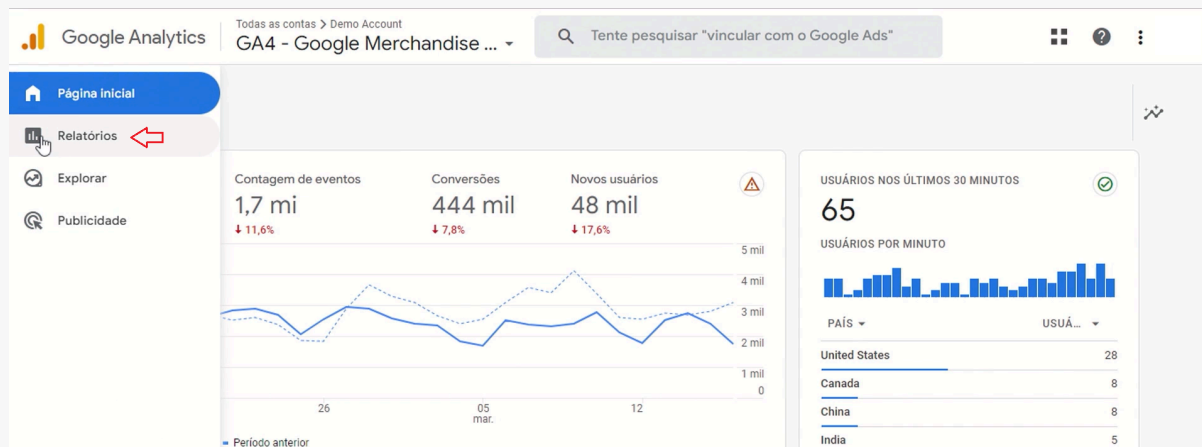 Google Analytics
Todas as contas > Demo Account
GA4 - Google Merchandise ...
Tente pesquisar "vincular com o Google Ads"
Página inicial
Relatórios
Explorar
Publicidade
Contagem de eventos
1,7 mi
↓ 11,6%
Conversões
444 mil
↓ 7,8%
Novos usuários
48 mil
↓ 17,6%
5 mil
4 mil
3 mil
2 mil
1 mil
0
26
05
mar.
12
Período anterior
USUÁRIOS NOS ÚLTIMOS 30 MINUTOS
65
USUÁRIOS POR MINUTO
PAÍS
USUÁ...
United States 28
Canada 8
China 8
India 5